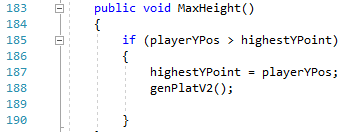 183 public void MaxHeight()
184 {
185 if (playerYPos > highestYPoint)
186 {
187 highestYPoint = playerYPos;
188 genPlatV2();
189
190 }